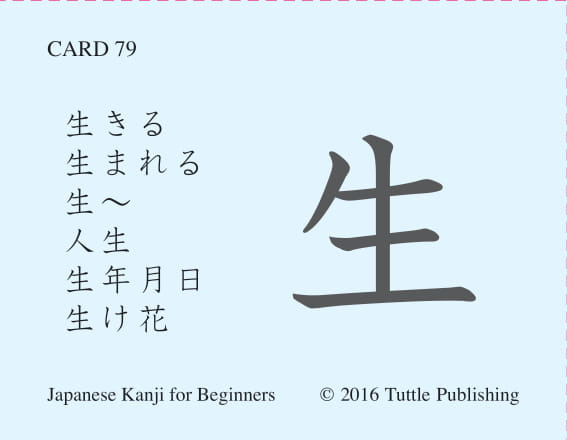 CARD 79
生きる
生まれる
生〜
人生
生年月日
生け花
生
Japanese Kanji for Beginners © 2016 Tuttle Publishing